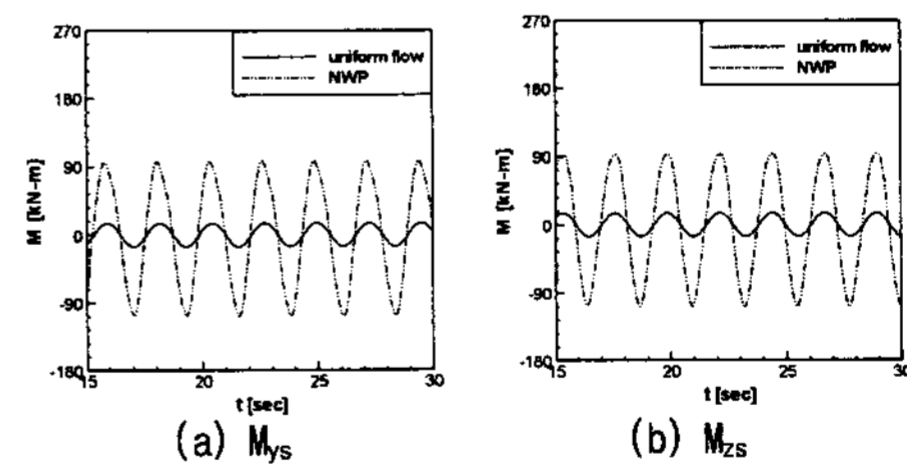 270
180
90
0
-90
-180
M [kN-m]
uniform flow
NWP
15
20
25
30
t [sec]
(a) Mys
270
180
90
0
-90
-180
M [kN-m]
uniform flow
NWP
15
20
25
30
t [sec]
(b) Mzs